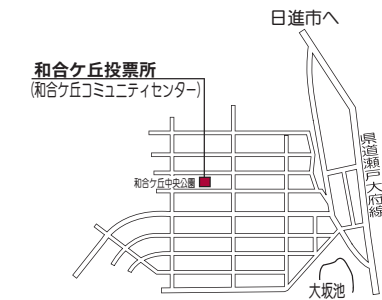 日進市へ
和合ケ丘投票所
(和合ケ丘コミュニティセンター)
県道瀬戸大府線
和合ケ丘中央公園
大坂池